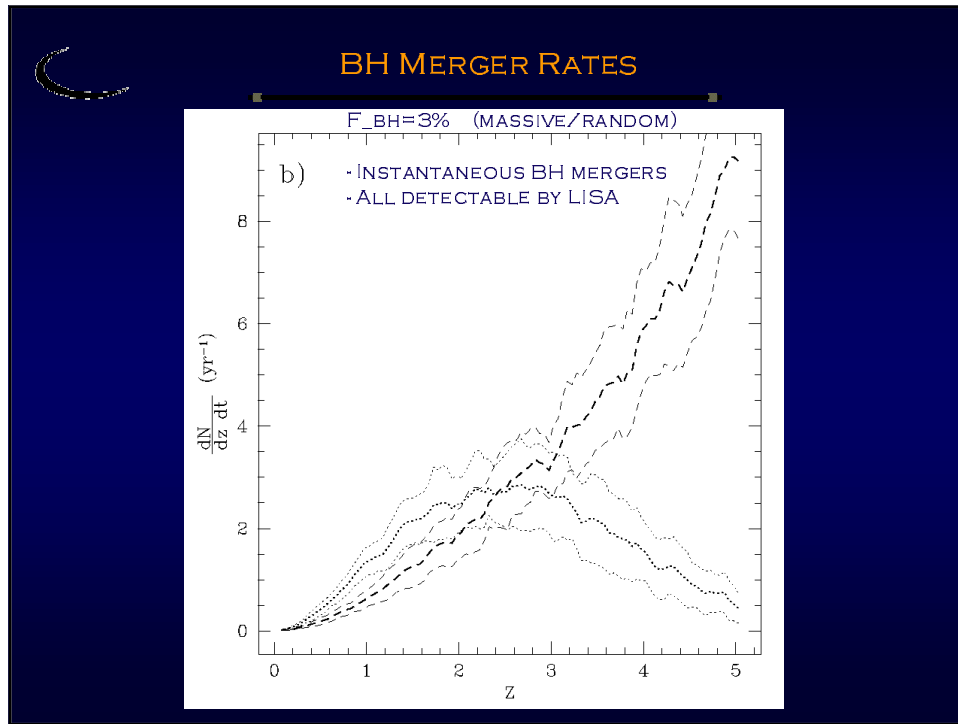 BH MERGER RATES
F_BH=3% (MASSIVE/RANDOM)
b)
- INSTANTANEOUS BH MERGERS
- ALL DETECTABLE BY LISA
8
6
4
2
0
dN
dz dt (yr⁻¹)
0 1 2 3 4 5
Z